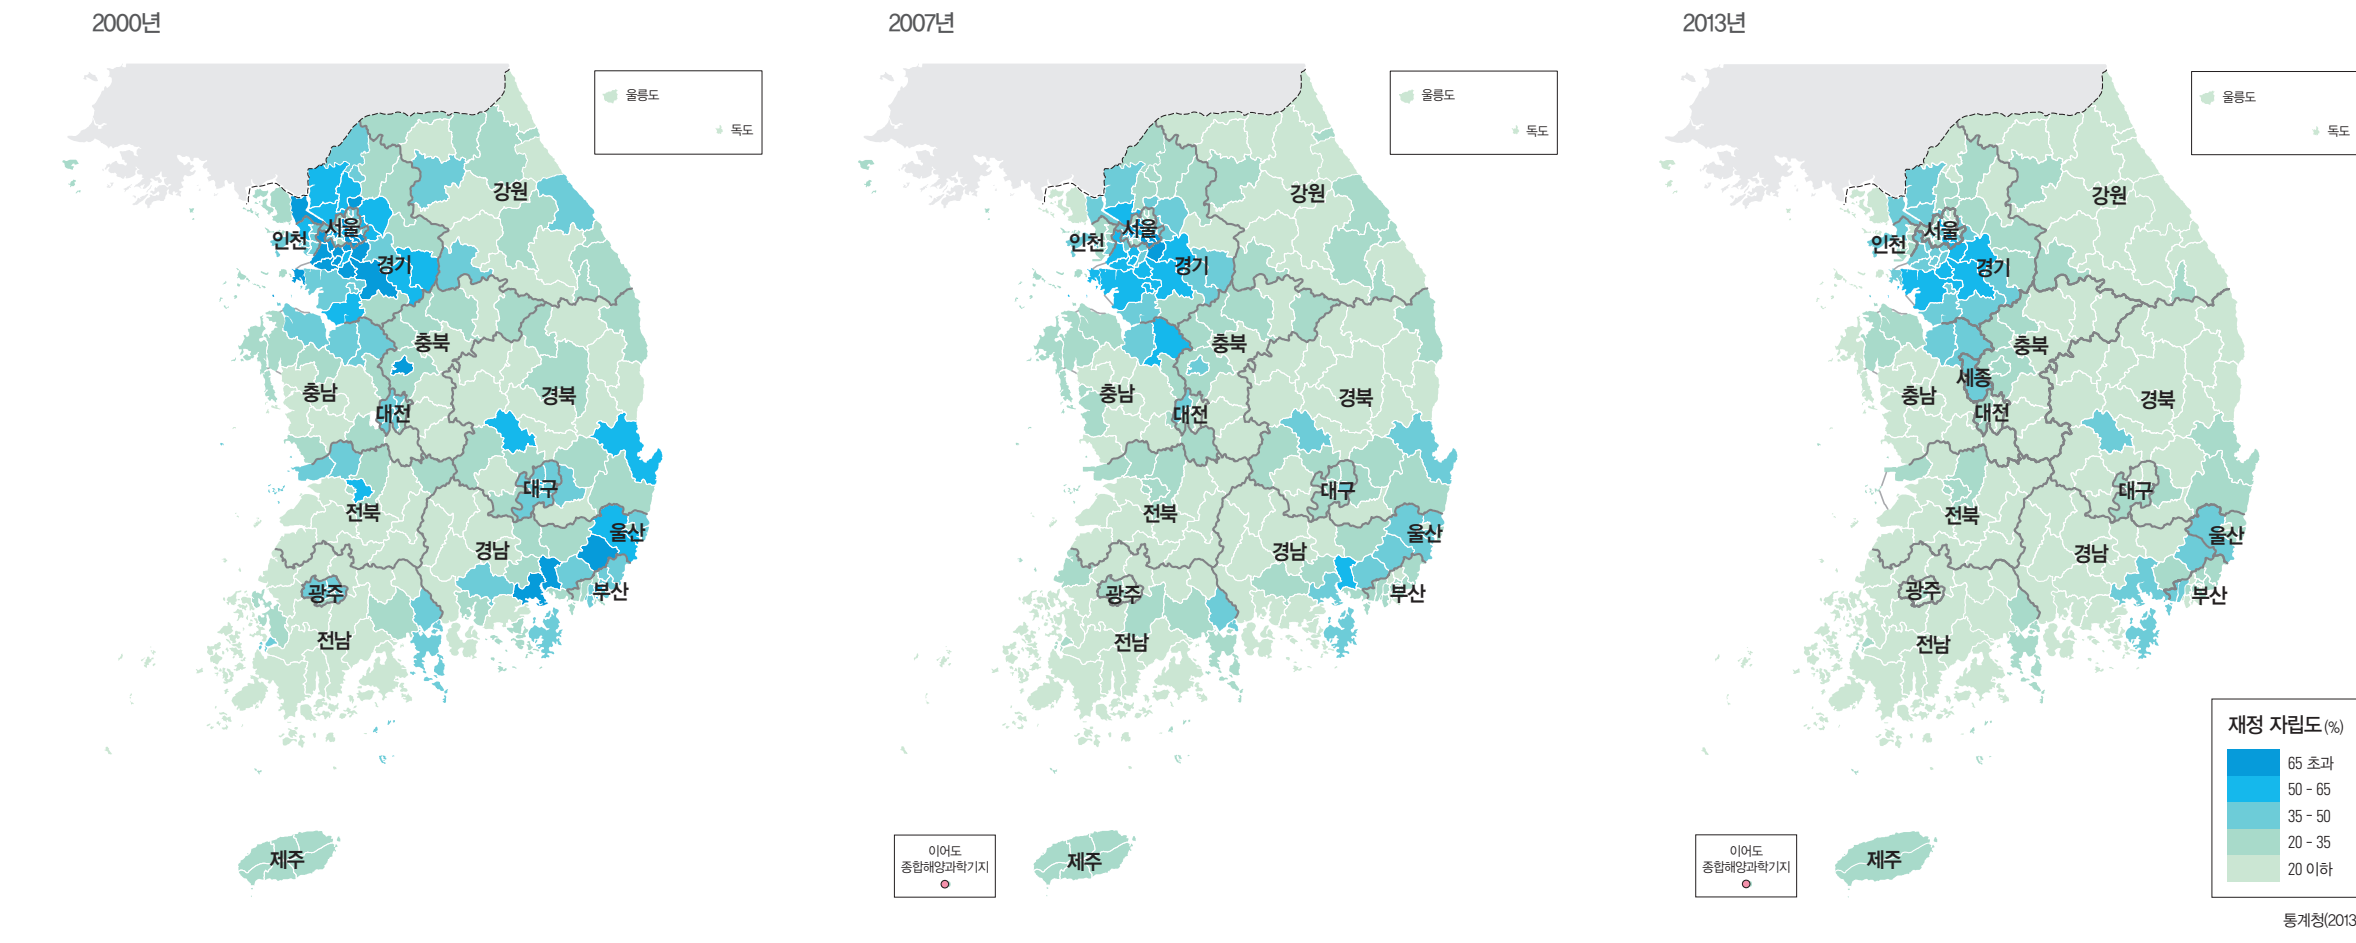 2000년
울릉도
독도
강원
서울
인천
경기
충북
충남
대전
경북
대구
전북
울산
경남
광주
부산
전남
제주
2007년
울릉도
독도
강원
서울
인천
경기
충북
충남
대전
경북
대구
전북
울산
경남
광주
부산
전남
제주
이어도
종합해양과학기지
2013년
울릉도
독도
강원
서울
인천
경기
충북
세종
충남
대전
경북
대구
전북
울산
경남
광주
부산
전남
제주
이어도
종합해양과학기지
재정 자립도(%)
65 초과
50 - 65
35 - 50
20 - 35
20 이하
통계청(2013